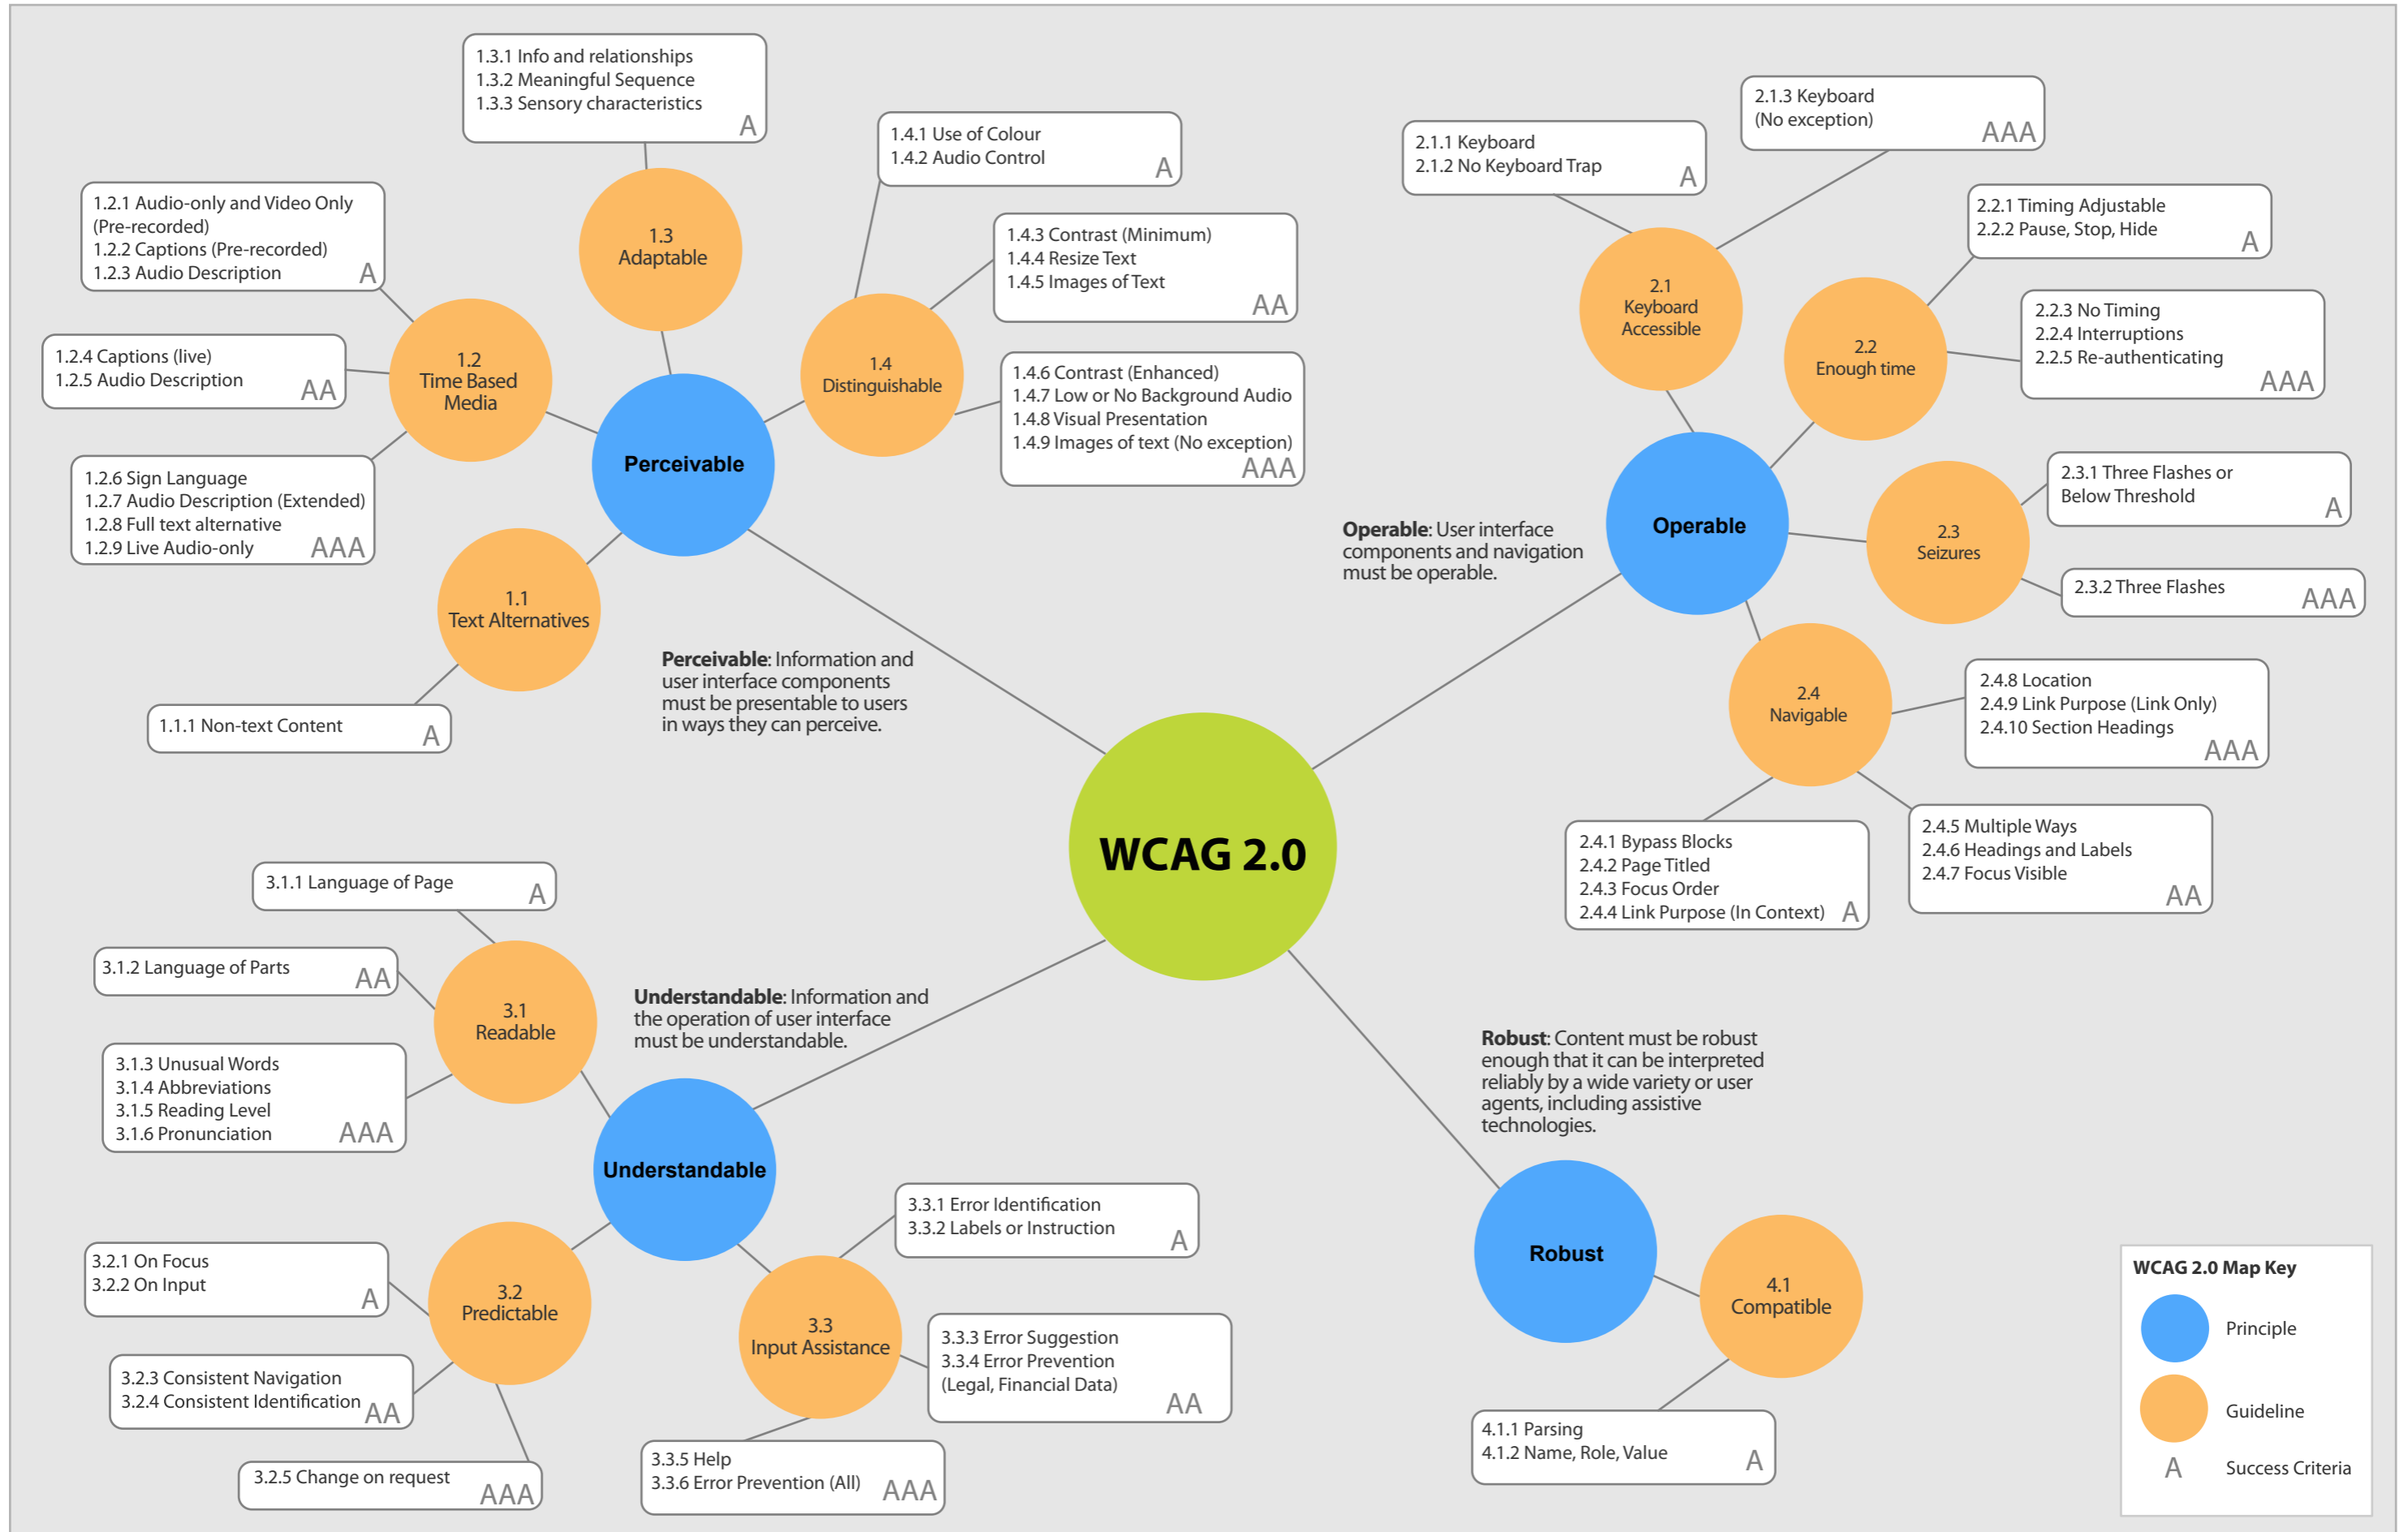 1.3.1 Info and relationships
1.3.2 Meaningful Sequence
1.3.3 Sensory characteristics
A
1.3
Adaptable
1.4.1 Use of Colour
1.4.2 Audio Control
A
1.4.3 Contrast (Minimum)
1.4.4 Resize Text
1.4.5 Images of Text
AA
1.4.6 Contrast (Enhanced)
1.4.7 Low or No Background Audio
1.4.8 Visual Presentation
1.4.9 Images of text (No exception)
AAA
1.4
Distinguishable
1.2.1 Audio-only and Video Only
(Pre-recorded)
1.2.2 Captions (Pre-recorded)
1.2.3 Audio Description
A
1.2.4 Captions (live)
1.2.5 Audio Description
AA
1.2.6 Sign Language
1.2.7 Audio Description (Extended)
1.2.8 Full text alternative
1.2.9 Live Audio-only
AAA
1.2
Time Based
Media
Perceivable
1.1
Text Alternatives
1.1.1 Non-text Content
A
Perceivable: Information and
user interface components
must be presentable to users
in ways they can perceive.
2.1.1 Keyboard
2.1.2 No Keyboard Trap
A
2.1.3 Keyboard
(No exception)
AAA
2.1
Keyboard
Accessible
2.2.1 Timing Adjustable
2.2.2 Pause, Stop, Hide
A
2.2.3 No Timing
2.2.4 Interruptions
2.2.5 Re-authenticating
AAA
2.2
Enough time
Operable: User interface
components and navigation
must be operable.
Operable
2.3
Seizures
2.3.1 Three Flashes or
Below Threshold
A
2.3.2 Three Flashes
AAA
2.4
Navigable
2.4.8 Location
2.4.9 Link Purpose (Link Only)
2.4.10 Section Headings
AAA
2.4.1 Bypass Blocks
2.4.2 Page Titled
2.4.3 Focus Order
2.4.4 Link Purpose (In Context)
A
2.4.5 Multiple Ways
2.4.6 Headings and Labels
2.4.7 Focus Visible
AA
WCAG 2.0
3.1.1 Language of Page
A
3.1.2 Language of Parts
AA
3.1.3 Unusual Words
3.1.4 Abbreviations
3.1.5 Reading Level
3.1.6 Pronunciation
AAA
3.1
Readable
Understandable: Information and
the operation of user interface
must be understandable.
Understandable
3.2.1 On Focus
3.2.2 On Input
A
3.2.3 Consistent Navigation
3.2.4 Consistent Identification
AA
3.2.5 Change on request
AAA
3.2
Predictable
3.3
Input Assistance
3.3.1 Error Identification
3.3.2 Labels or Instruction
A
3.3.3 Error Suggestion
3.3.4 Error Prevention
(Legal, Financial Data)
AA
3.3.5 Help
3.3.6 Error Prevention (All)
AAA
Robust: Content must be robust
enough that it can be interpreted
reliably by a wide variety or user
agents, including assistive
technologies.
Robust
4.1
Compatible
4.1.1 Parsing
4.1.2 Name, Role, Value
A
WCAG 2.0 Map Key
Principle
Guideline
A
Success Criteria